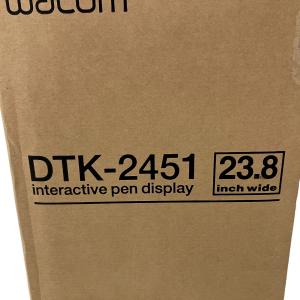 wacom
DTK-2451 23.8
interactive pen display inch wide